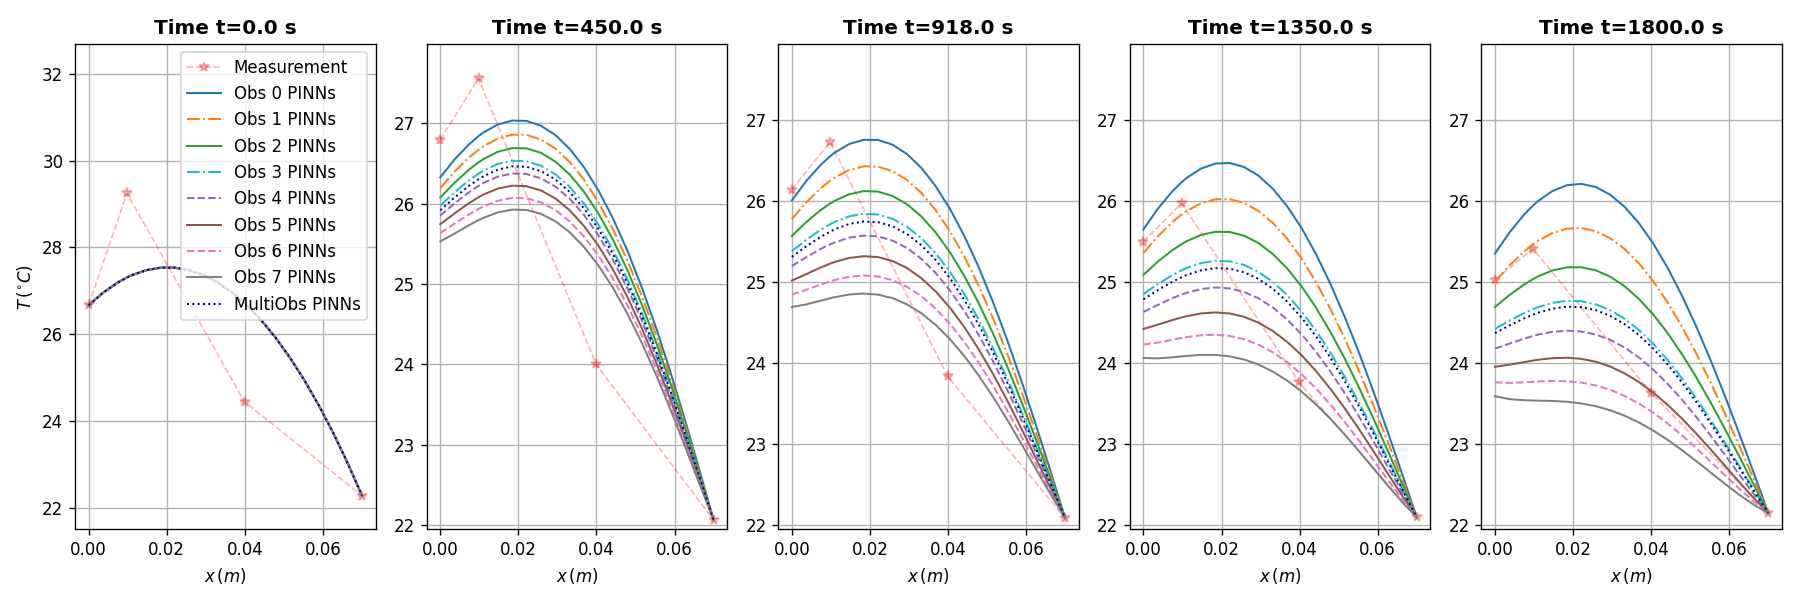 Time t=0.0 s
Time t=450.0 s
Time t=918.0 s
Time t=1350.0 s
Time t=1800.0 s
Measurement
Obs 0 PINNs
Obs 1 PINNs
Obs 2 PINNs
Obs 3 PINNs
Obs 4 PINNs
Obs 5 PINNs
Obs 6 PINNs
Obs 7 PINNs
MultiObs PINNs
T (°C)
32
30
28
26
24
22
0.00 0.02 0.04 0.06
x (m)
27
26
25
24
23
22
0.00 0.02 0.04 0.06
x (m)
27
26
25
24
23
22
0.00 0.02 0.04 0.06
x (m)
27
26
25
24
23
22
0.00 0.02 0.04 0.06
x (m)
27
26
25
24
23
22
0.00 0.02 0.04 0.06
x (m)